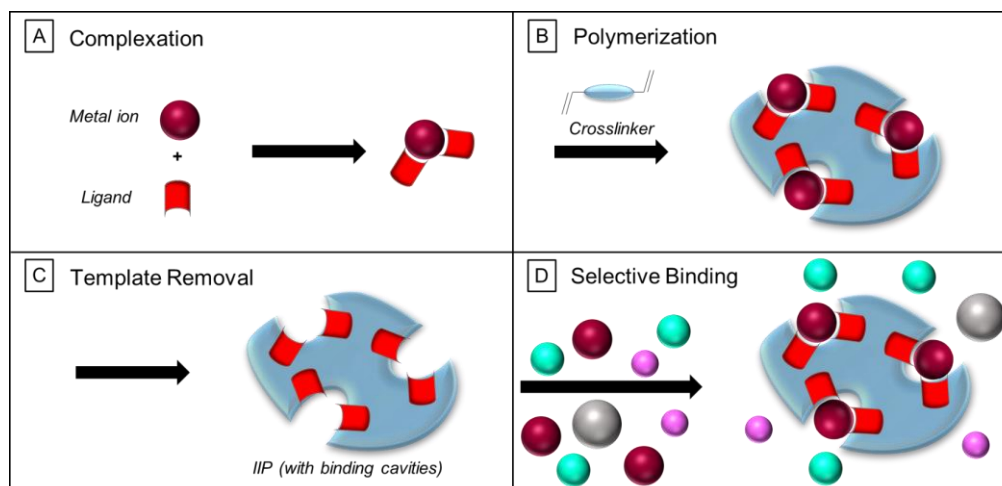 A Complexation
Metal ion
+
Ligand
B Polymerization
Crosslinker
C Template Removal
IIP (with binding cavities)
D Selective Binding